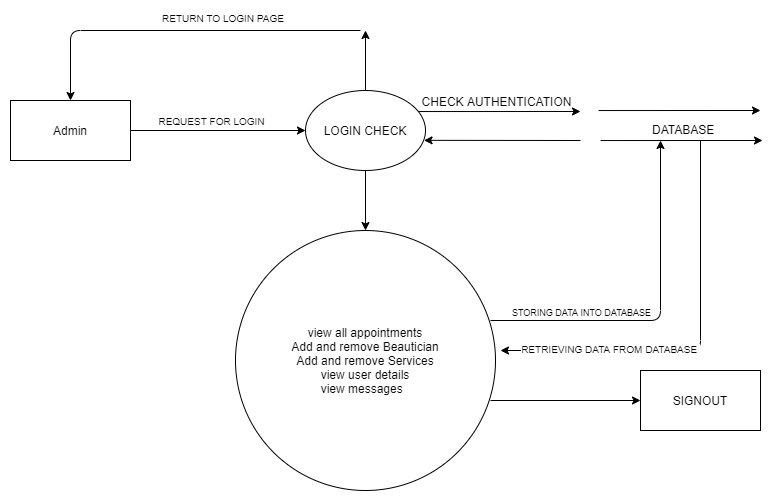 RETURN TO LOGIN PAGE
CHECK AUTHENTICATION
Admin
REQUEST FOR LOGIN
LOGIN CHECK
DATABASE
STORING DATA INTO DATABASE
view all appointments
Add and remove Beautician
Add and remove Services
view user details
view messages
RETRIEVING DATA FROM DATABASE
SIGNOUT